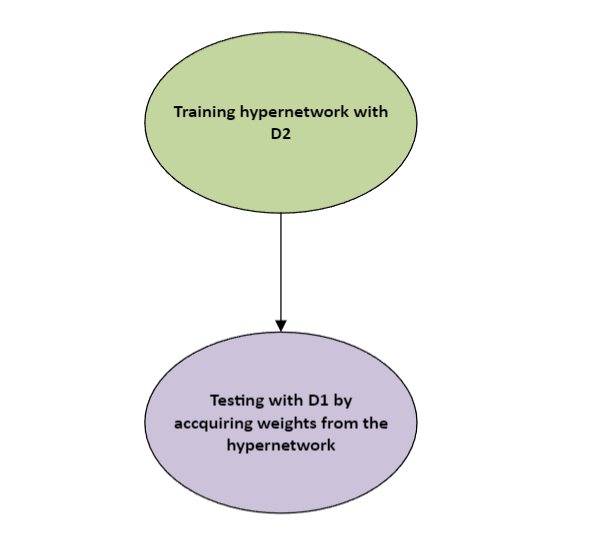 Training hypernetwork with
D2
Testing with D1 by
accquiring weights from the
hypernetwork